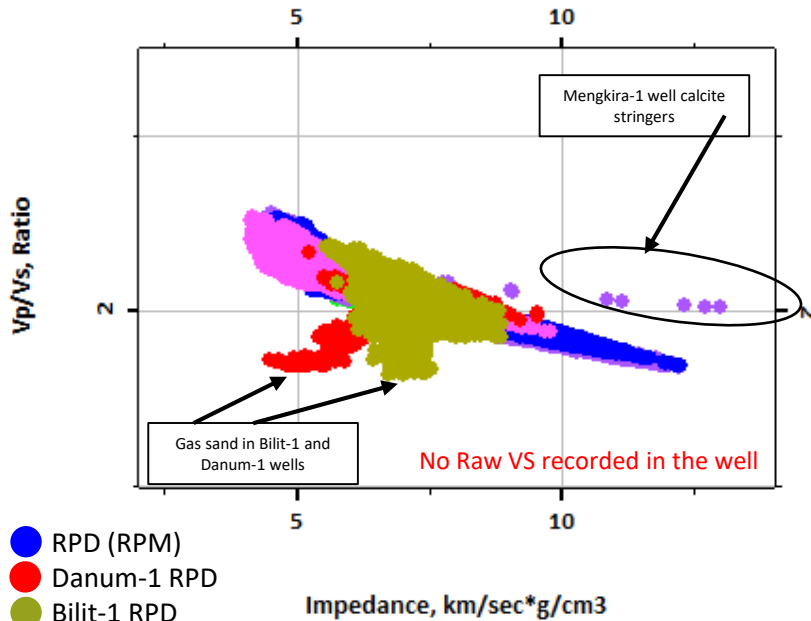 5 10
Mengkira-1 well calcite
stringers
Vp/Vs, Ratio
2 2
Gas sand in Bilit-1 and
Danum-1 wells
No Raw VS recorded in the well
5 10
RPD (RPM)
Danum-1 RPD
Bilit-1 RPD
Impedance, km/sec*g/cm3